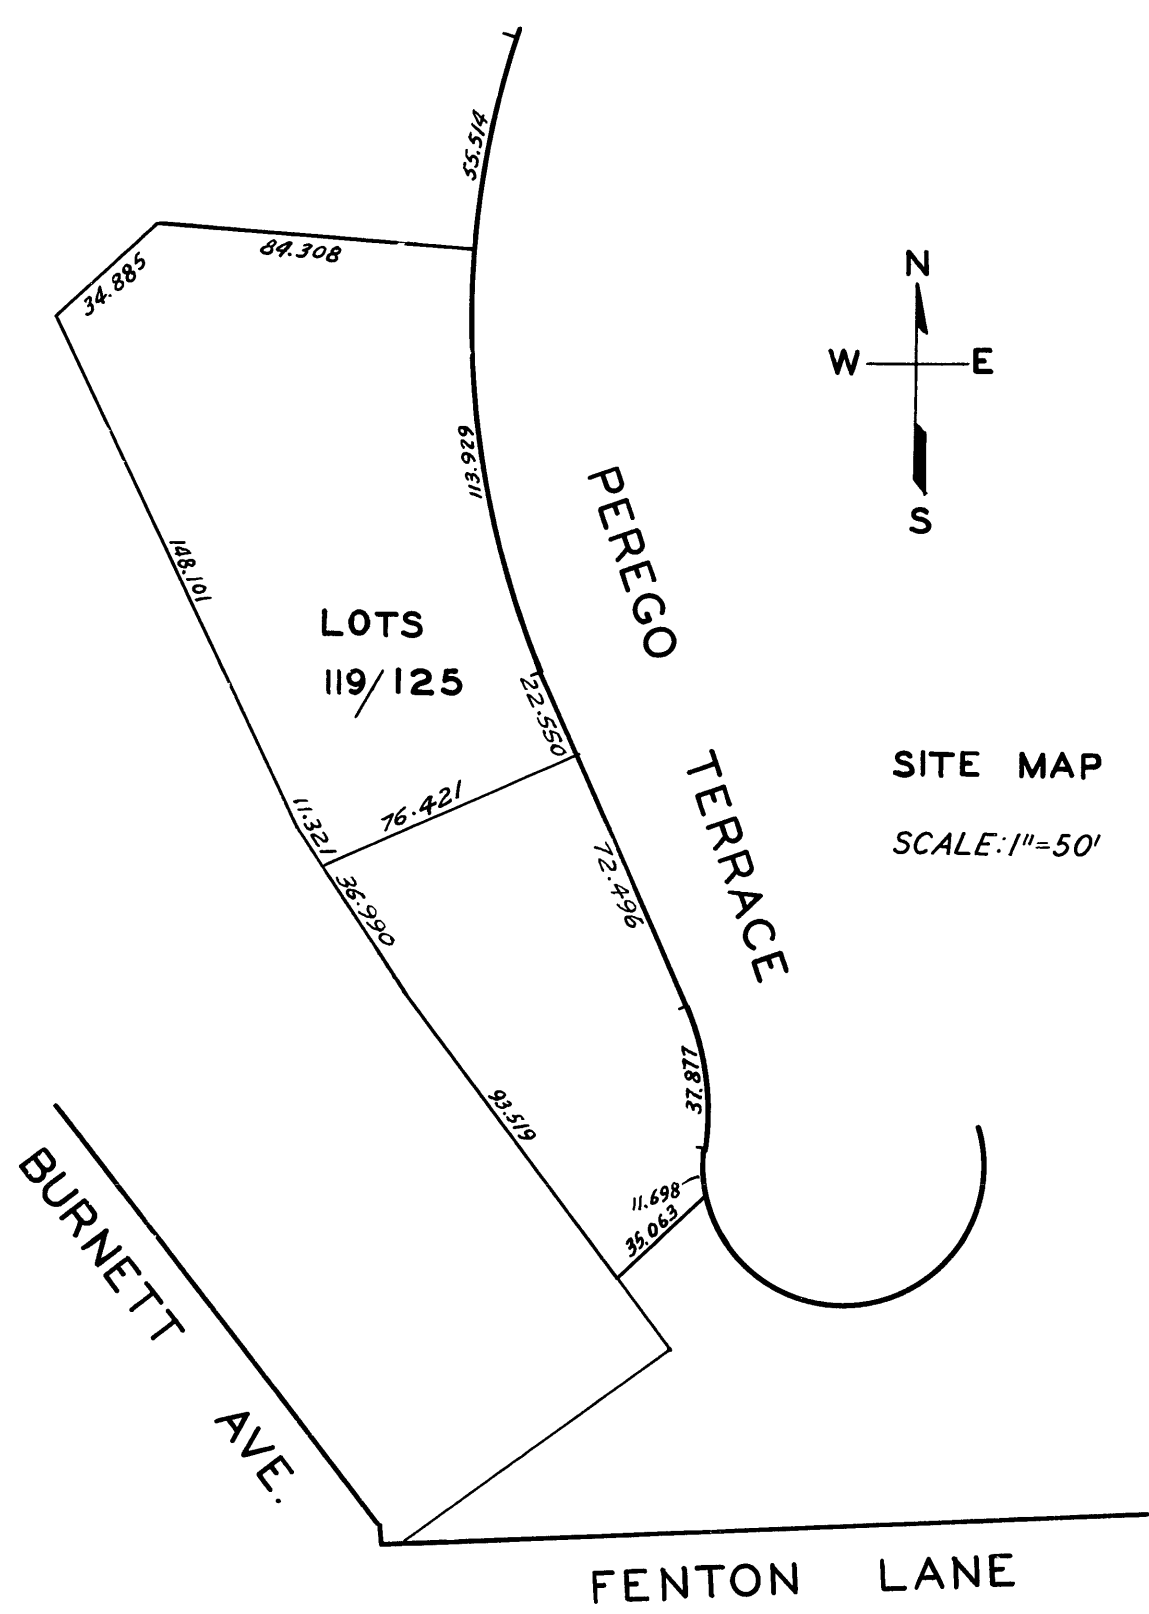 55.514
84.308
34.885
N
W E
S
113.929
PEREGO TERRACE
148.101
LOTS
119/125
22.550
SITE MAP
SCALE: 1"=50'
76.421
11.321
72.496
36.990
37.877
93.519
11.698
35.063
BURNETT AVE.
FENTON LANE